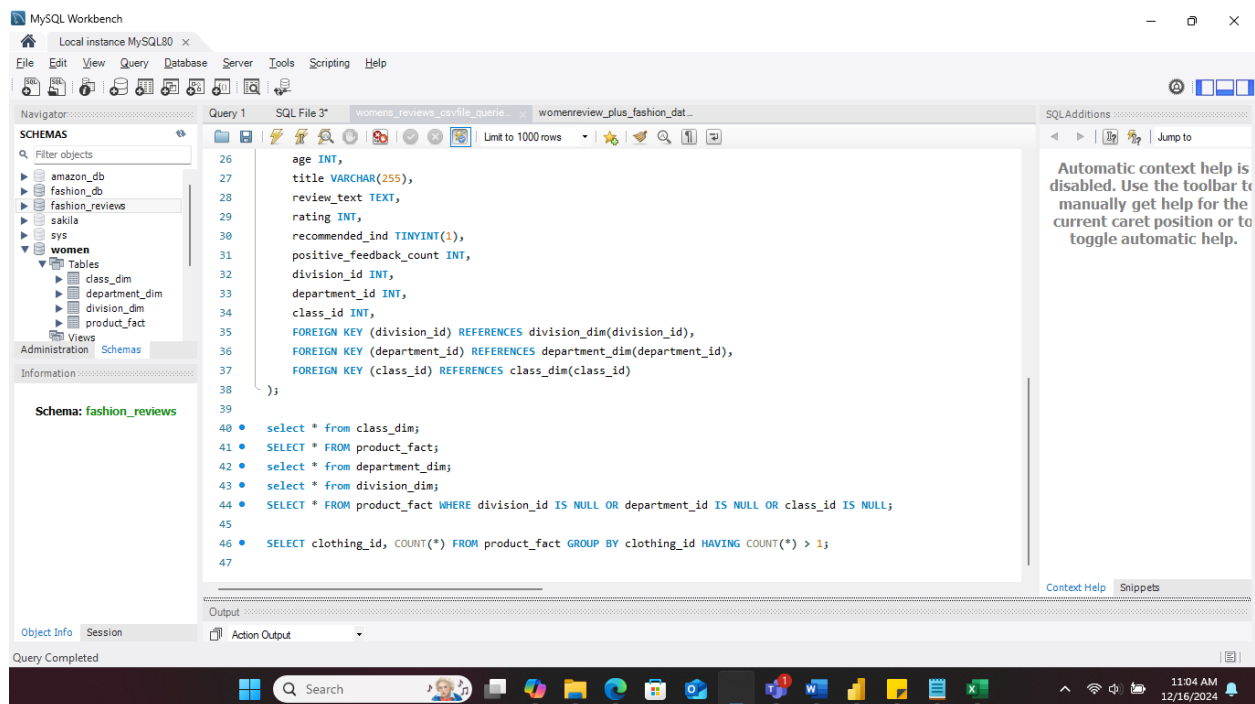 MySQL Workbench
Local instance MySQL80
File Edit View Query Database Server Tools Scripting Help
Navigator
SCHEMAS
Filter objects
amazon_db
fashion_db
fashion_reviews
sakila
sys
women
Tables
class_dim
department_dim
division_dim
product_fact
Views
Administration Schemas
Information
Schema: fashion_reviews
Object Info Session
Query Completed
Query 1 SQL File 3* womens_reviews_csvfile_querie... womenreview_plus_fashion_dat...
Limit to 1000 rows
26 age INT,
27 title VARCHAR(255),
28 review_text TEXT,
29 rating INT,
30 recommended_ind TINYINT(1),
31 positive_feedback_count INT,
32 division_id INT,
33 department_id INT,
34 class_id INT,
35 FOREIGN KEY (division_id) REFERENCES division_dim(division_id),
36 FOREIGN KEY (department_id) REFERENCES department_dim(department_id),
37 FOREIGN KEY (class_id) REFERENCES class_dim(class_id)
38 );
39
40 select * from class_dim;
41 SELECT * FROM product_fact;
42 select * from department_dim;
43 select * from division_dim;
44 SELECT * FROM product_fact WHERE division_id IS NULL OR department_id IS NULL OR class_id IS NULL;
45
46 SELECT clothing_id, COUNT(*) FROM product_fact GROUP BY clothing_id HAVING COUNT(*) > 1;
47
Output
Action Output
SQLAdditions
Jump to
Automatic context help is
disabled. Use the toolbar to
manually get help for the
current caret position or to
toggle automatic help.
Context Help Snippets
Search
11:04 AM
12/16/2024